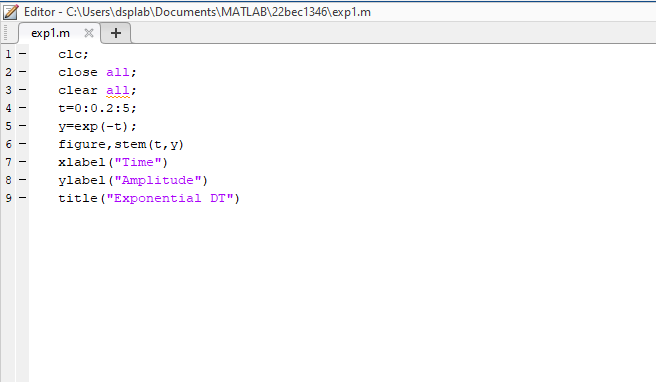 Editor - C:\Users\dsplab\Documents\MATLAB\22bec1346\exp1.m
exp1.m × +
1 - clc;
2 - close all;
3 - clear all;
4 - t=0:0.2:5;
5 - y=exp(-t);
6 - figure,stem(t,y)
7 - xlabel("Time")
8 - ylabel("Amplitude")
9 - title("Exponential DT")